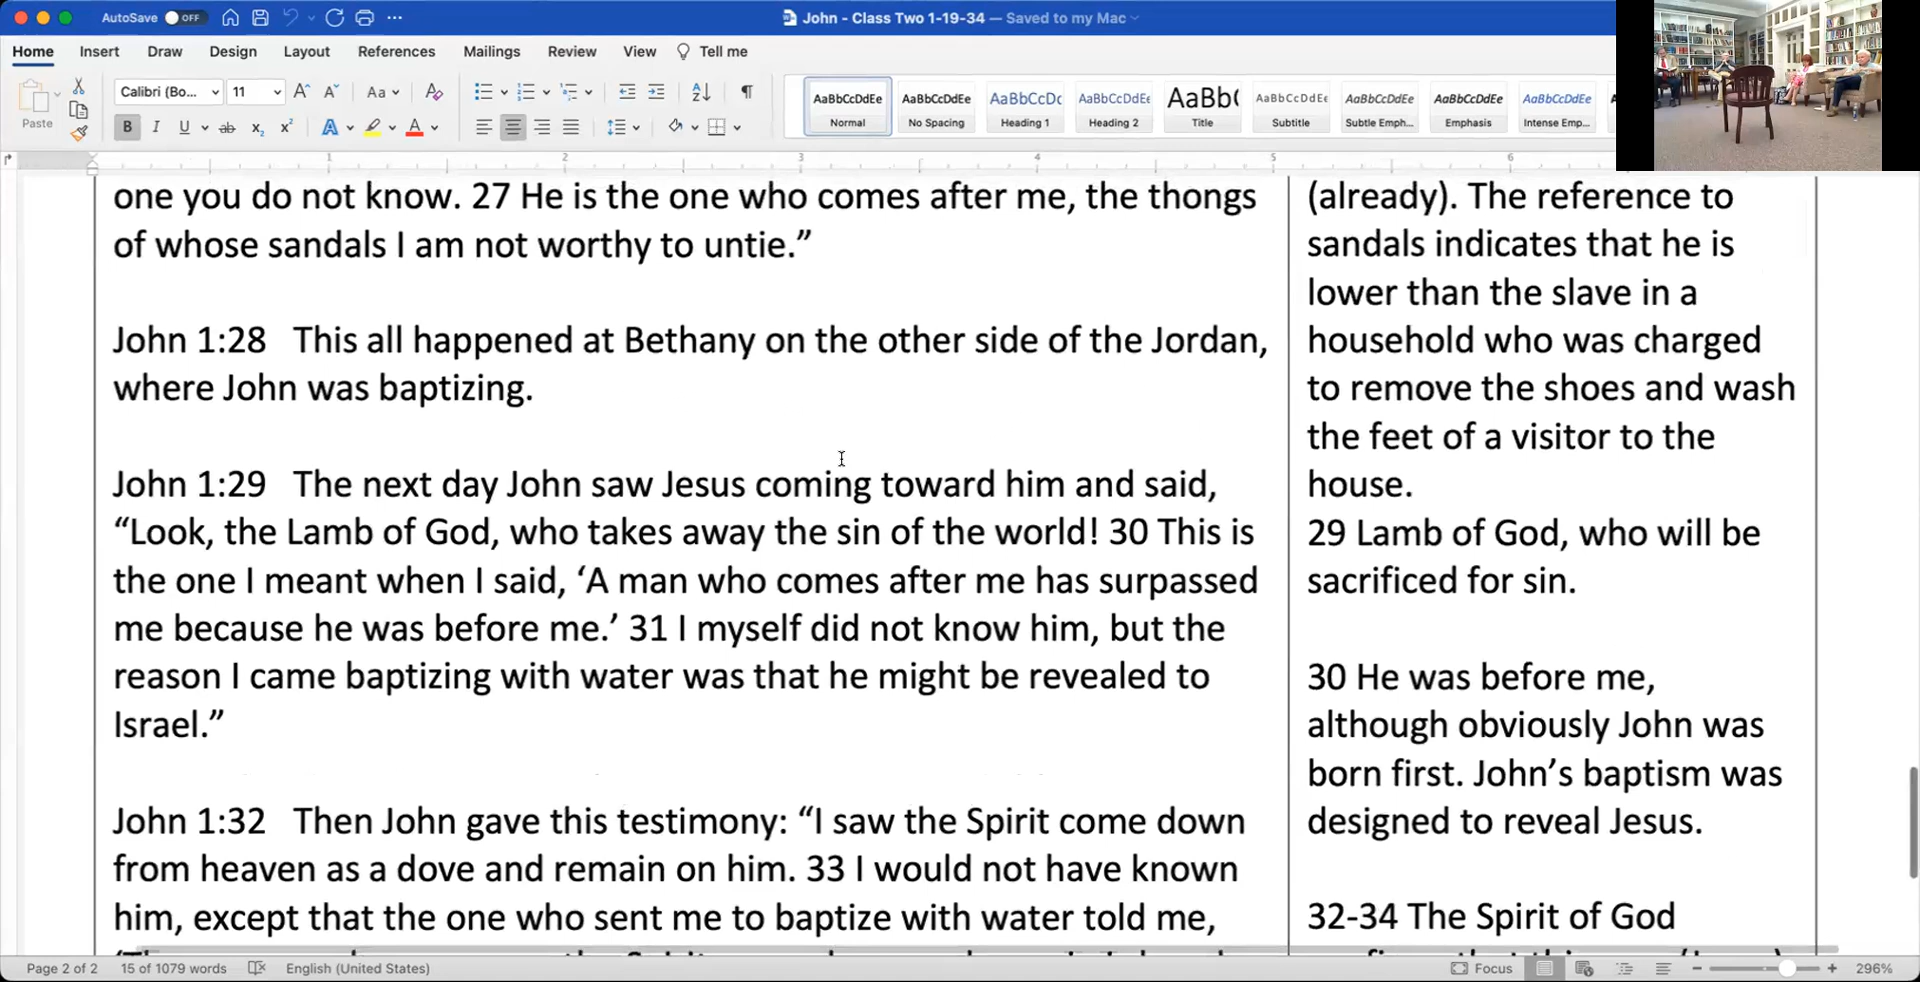 AutoSave OFF
John - Class Two 1-19-34 — Saved to my Mac
Home Insert Draw Design Layout References Mailings Review View Tell me
Paste
Calibri (Bo... 11
AaBbCcDdEe AaBbCcDdEe AaBbCcDc AaBbCcDdEe AaBb( AaBbCcDdEe AaBbCcDdEe AaBbCcDdEe AaBbCcDdEe
Normal No Spacing Heading 1 Heading 2 Title Subtitle Subtle Emph... Emphasis Intense Emp...
1 2 3 4 5 6
one you do not know. 27 He is the one who comes after me, the thongs
of whose sandals I am not worthy to untie.”
John 1:28 This all happened at Bethany on the other side of the Jordan,
where John was baptizing.
John 1:29 The next day John saw Jesus coming toward him and said,
“Look, the Lamb of God, who takes away the sin of the world! 30 This is
the one I meant when I said, ‘A man who comes after me has surpassed
me because he was before me.’ 31 I myself did not know him, but the
reason I came baptizing with water was that he might be revealed to
Israel.”
John 1:32 Then John gave this testimony: “I saw the Spirit come down
from heaven as a dove and remain on him. 33 I would not have known
him, except that the one who sent me to baptize with water told me,
(already). The reference to
sandals indicates that he is
lower than the slave in a
household who was charged
to remove the shoes and wash
the feet of a visitor to the
house.
29 Lamb of God, who will be
sacrificed for sin.
30 He was before me,
although obviously John was
born first. John’s baptism was
designed to reveal Jesus.
32-34 The Spirit of God
Page 2 of 2 15 of 1079 words English (United States) Focus 296%